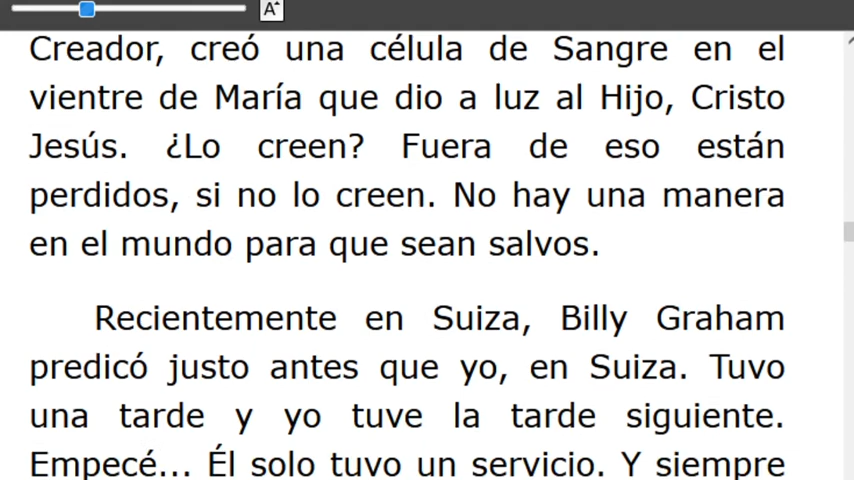 A
Creador, creó una célula de Sangre en el
vientre de María que dio a luz al Hijo, Cristo
Jesús. ¿Lo creen? Fuera de eso están
perdidos, si no lo creen. No hay una manera
en el mundo para que sean salvos.
Recientemente en Suiza, Billy Graham
predicó justo antes que yo, en Suiza. Tuvo
una tarde y yo tuve la tarde siguiente.
Empecé... Él solo tuvo un servicio. Y siempre